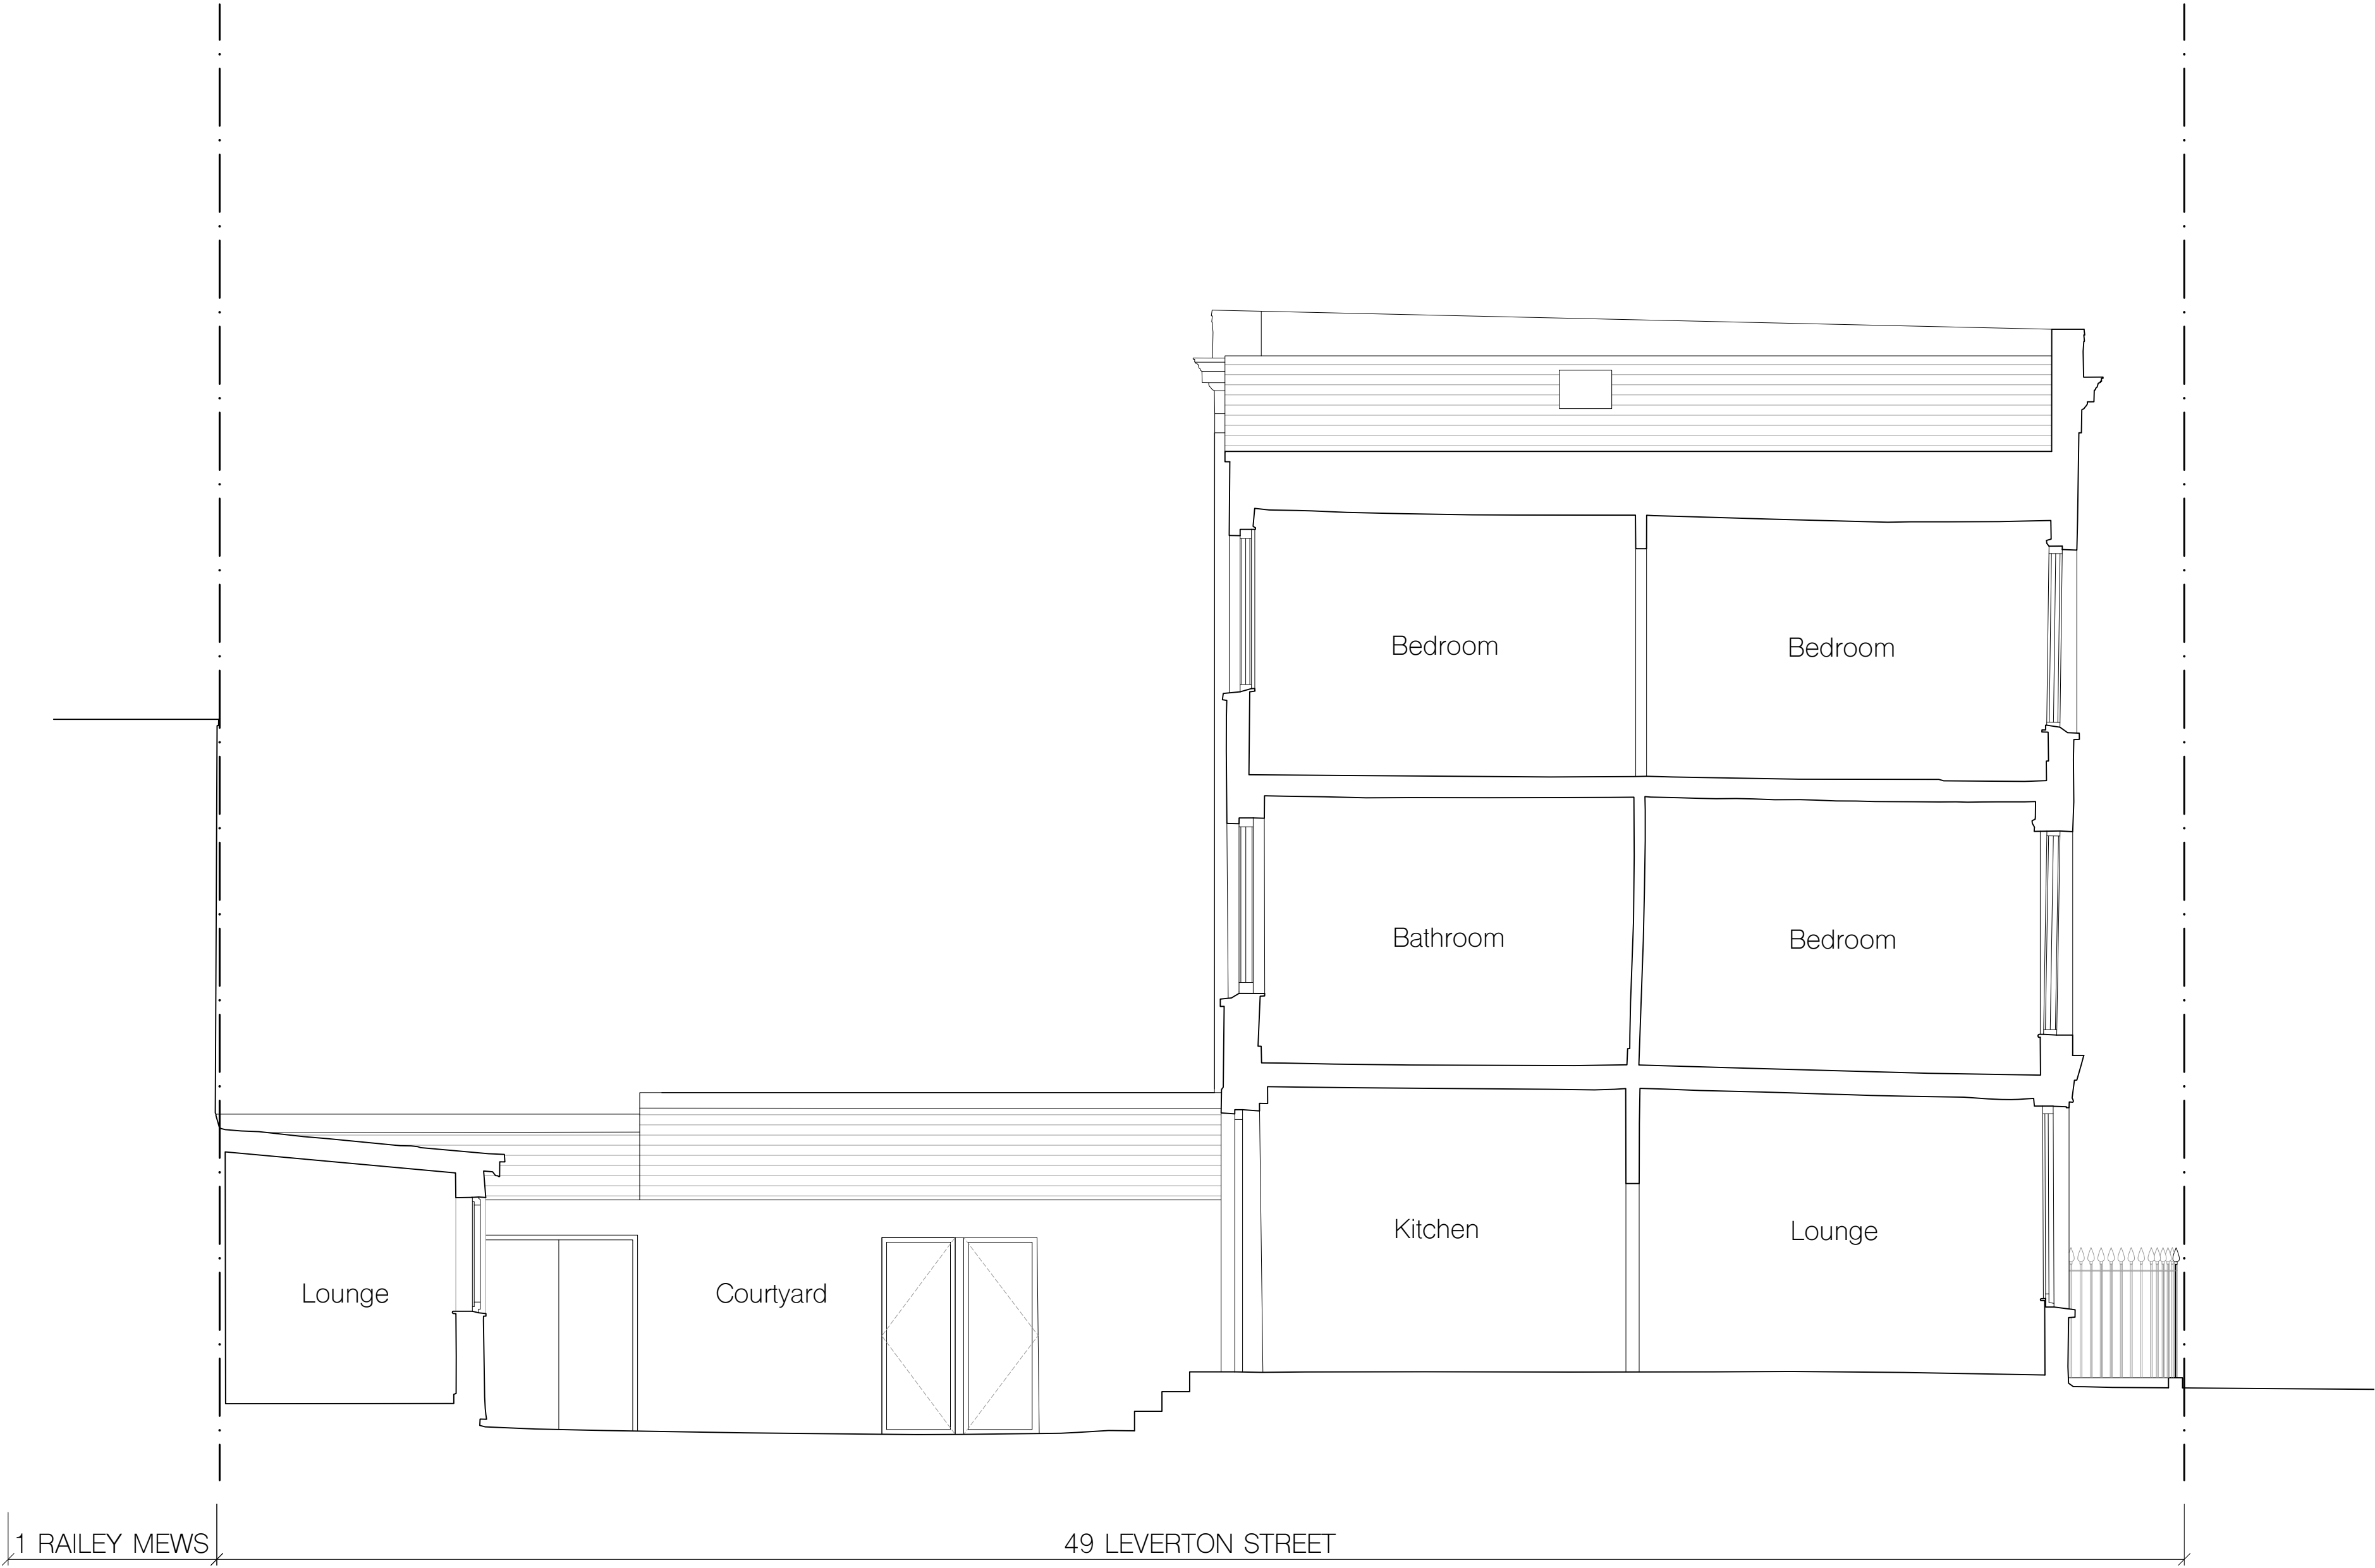 Bedroom
Bedroom
Bathroom
Bedroom
Kitchen
Lounge
Lounge
Courtyard
1 RAILEY MEWS
49 LEVERTON STREET